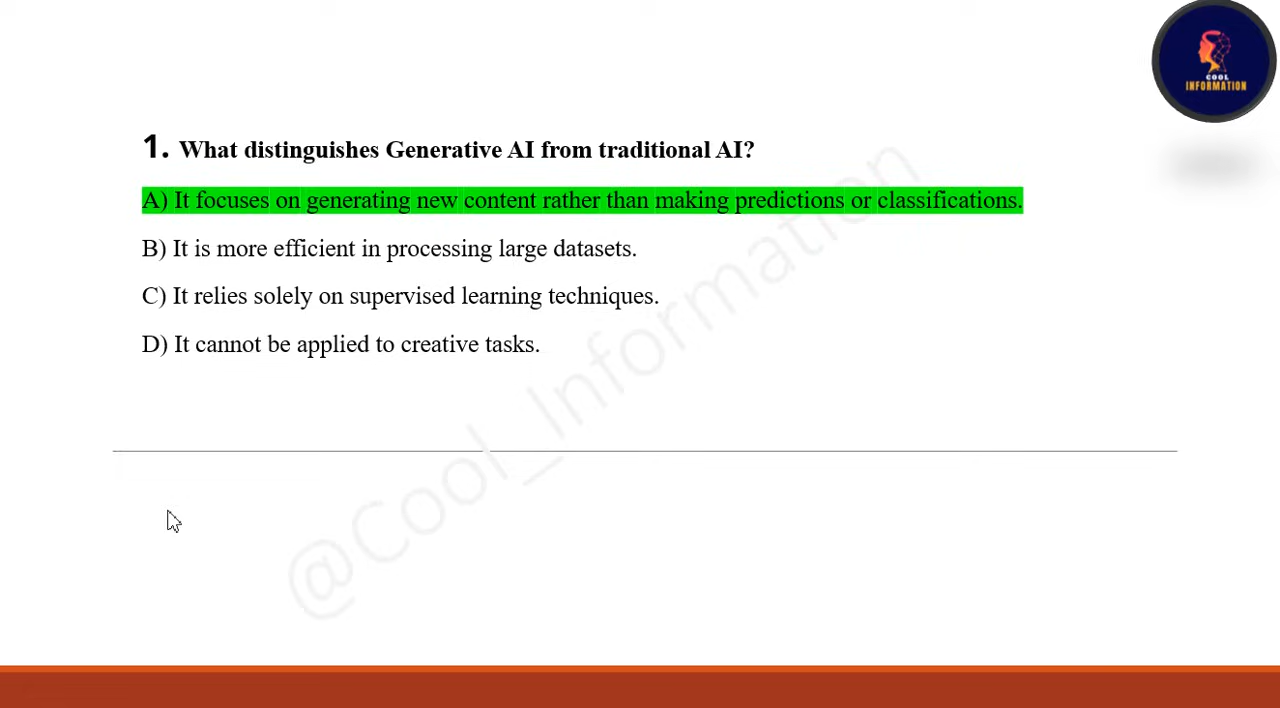 COOL
INFORMATION
1. What distinguishes Generative AI from traditional AI?
A) It focuses on generating new content rather than making predictions or classifications.
B) It is more efficient in processing large datasets.
C) It relies solely on supervised learning techniques.
D) It cannot be applied to creative tasks.
@Cool_Information